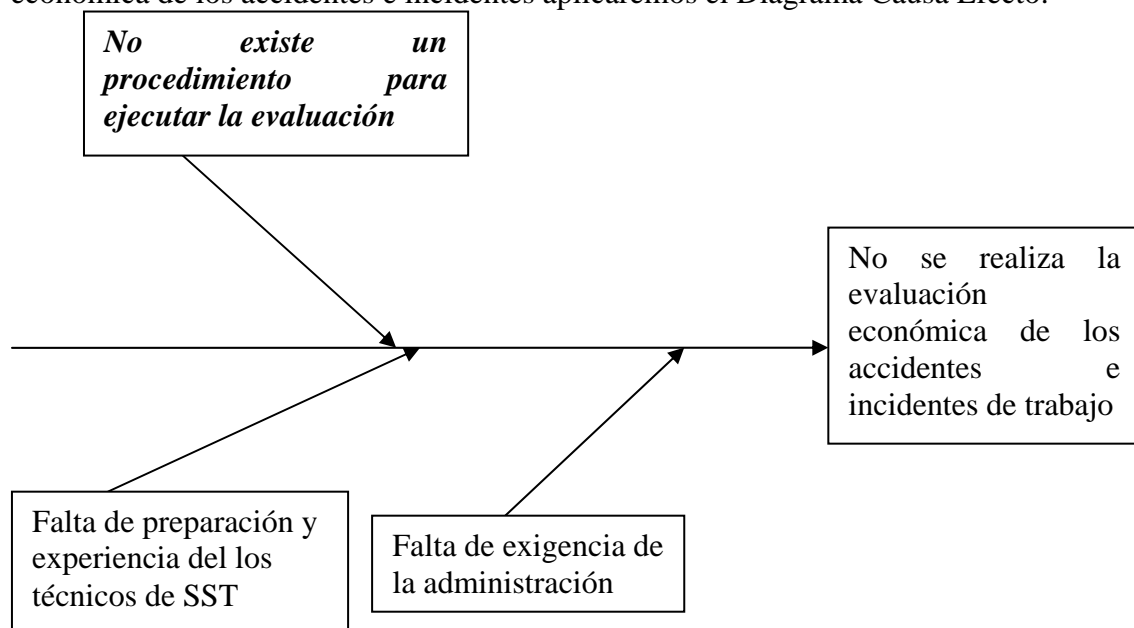 económica de los accidentes e incidentes aplicaremos el Diagrama Causa Efecto.
No existe un
procedimiento para
ejecutar la evaluación
No se realiza la
evaluación
económica de los
accidentes e
incidentes de trabajo
Falta de preparación y
experiencia del los
técnicos de SST
Falta de exigencia de
la administración